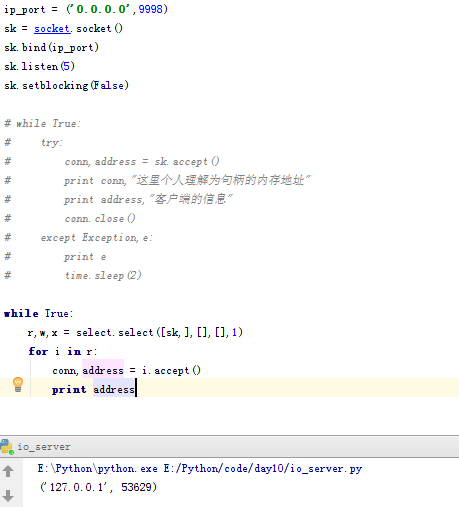 ip_port = ('0.0.0.0',9998)
sk = socket.socket()
sk.bind(ip_port)
sk.listen(5)
sk.setblocking(False)
# while True:
#     try:
#         conn,address = sk.accept()
#         print conn,"这里个人理解为句柄的内存地址"
#         print address,"客户端的信息"
#         conn.close()
#     except Exception,e:
#         print e
#         time.sleep(2)
while True:
    r,w,x = select.select([sk,],[],[],1)
    for i in r:
        conn,address = i.accept()
        print address
io_server
E:\Python\python.exe E:/Python/code/day10/io_server.py
('127.0.0.1', 53629)